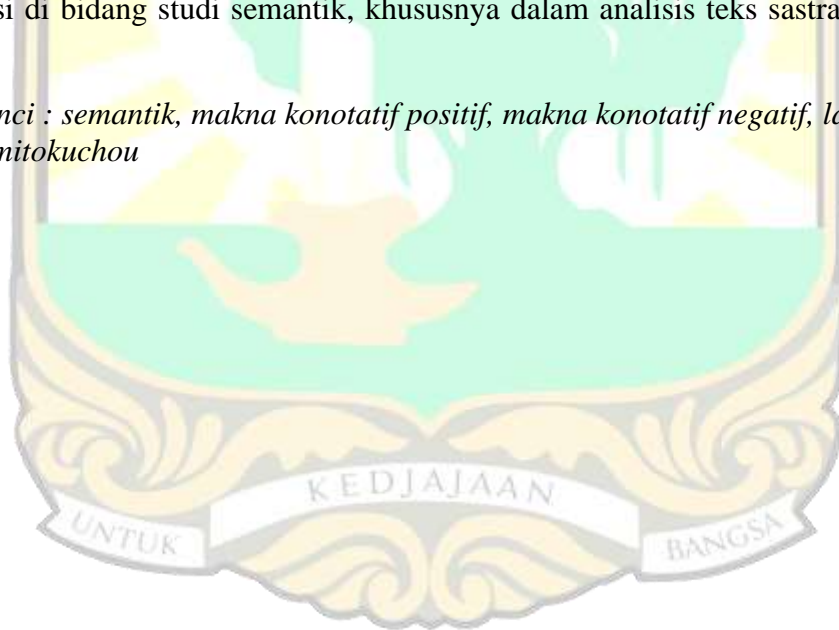 si di bidang studi semantik, khususnya dalam analisis teks sastra
nci : semantik, makna konotatif positif, makna konotatif negatif, la
mitokuchou
UNTUK KEDJAJAAN BANGSA